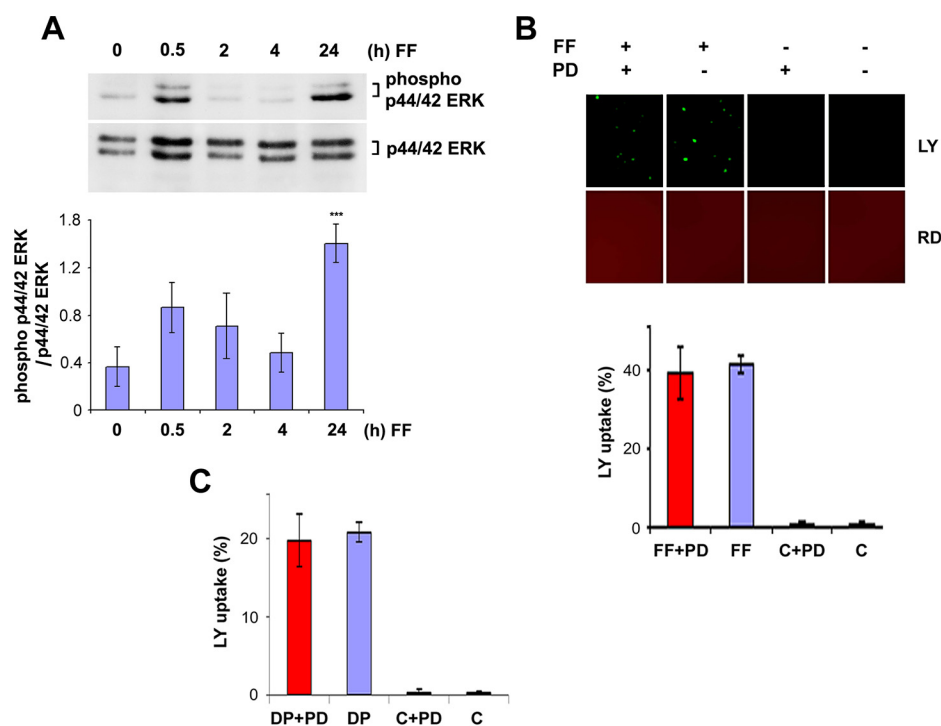 A
0 0.5 2 4 24 (h) FF
phospho
p44/42 ERK
p44/42 ERK
phospho p44/42 ERK
/p44/42 ERK
1.8
1.2
0.8
0.4
0
***
0 0.5 2 4 24 (h) FF
B
FF + + - -
PD + - + -
LY
RD
LY uptake (%)
40
20
0
FF+PD FF C+PD C
C
LY uptake (%)
20
10
0
DP+PD DP C+PD C